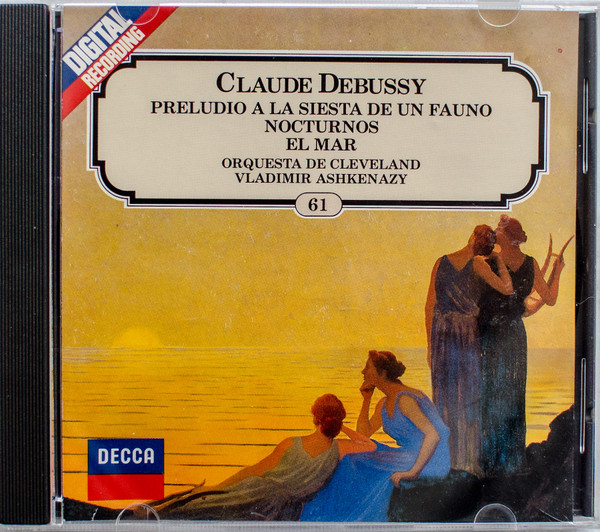 DIGITAL
RECORDING
CLAUDE DEBUSSY
PRELUDIO A LA SIESTA DE UN FAUNO
NOCTURNOS
EL MAR
ORQUESTA DE CLEVELAND
VLADIMIR ASHKENAZY
61
DECCA